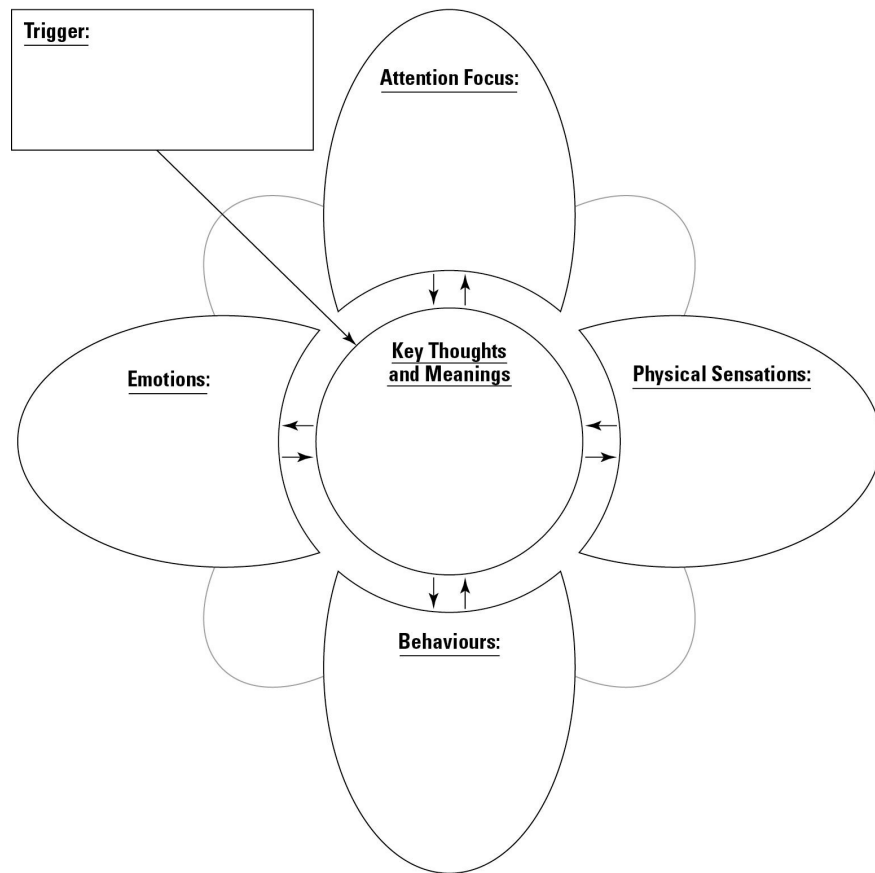 Trigger:
Attention Focus:
Key Thoughts
and Meanings
Emotions:
Physical Sensations:
Behaviours: